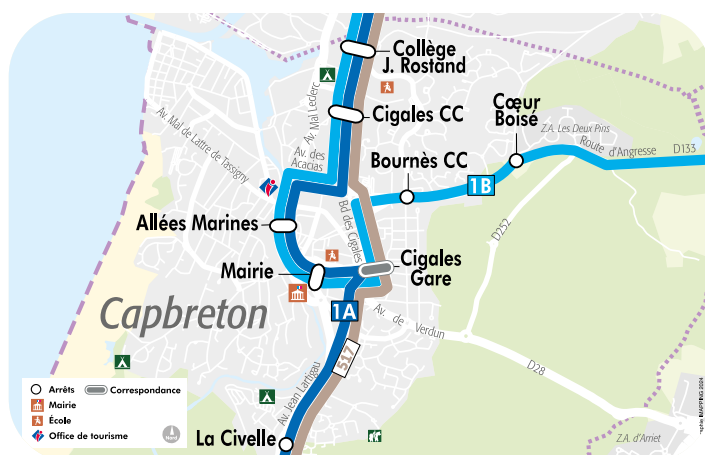 Collège
J. Rostand
Av. Mal Leclerc
Cigales CC
Cœur
Boisé
Z.A. Les Deux Pins
Route d'Angresse
D133
Av. Mal de Lattre de Tassigny
Av. des
Acacias
Bournès CC
1B
Allées Marines
Bd des Cigales
D252
Mairie
Cigales
Gare
Capbreton
1A
Av. de Verdun
517
D28
Av. Jean Lartigau
La Civelle
Z.A. d'Arriet
Arrêts
Correspondance
Mairie
École
Office de tourisme
Nord